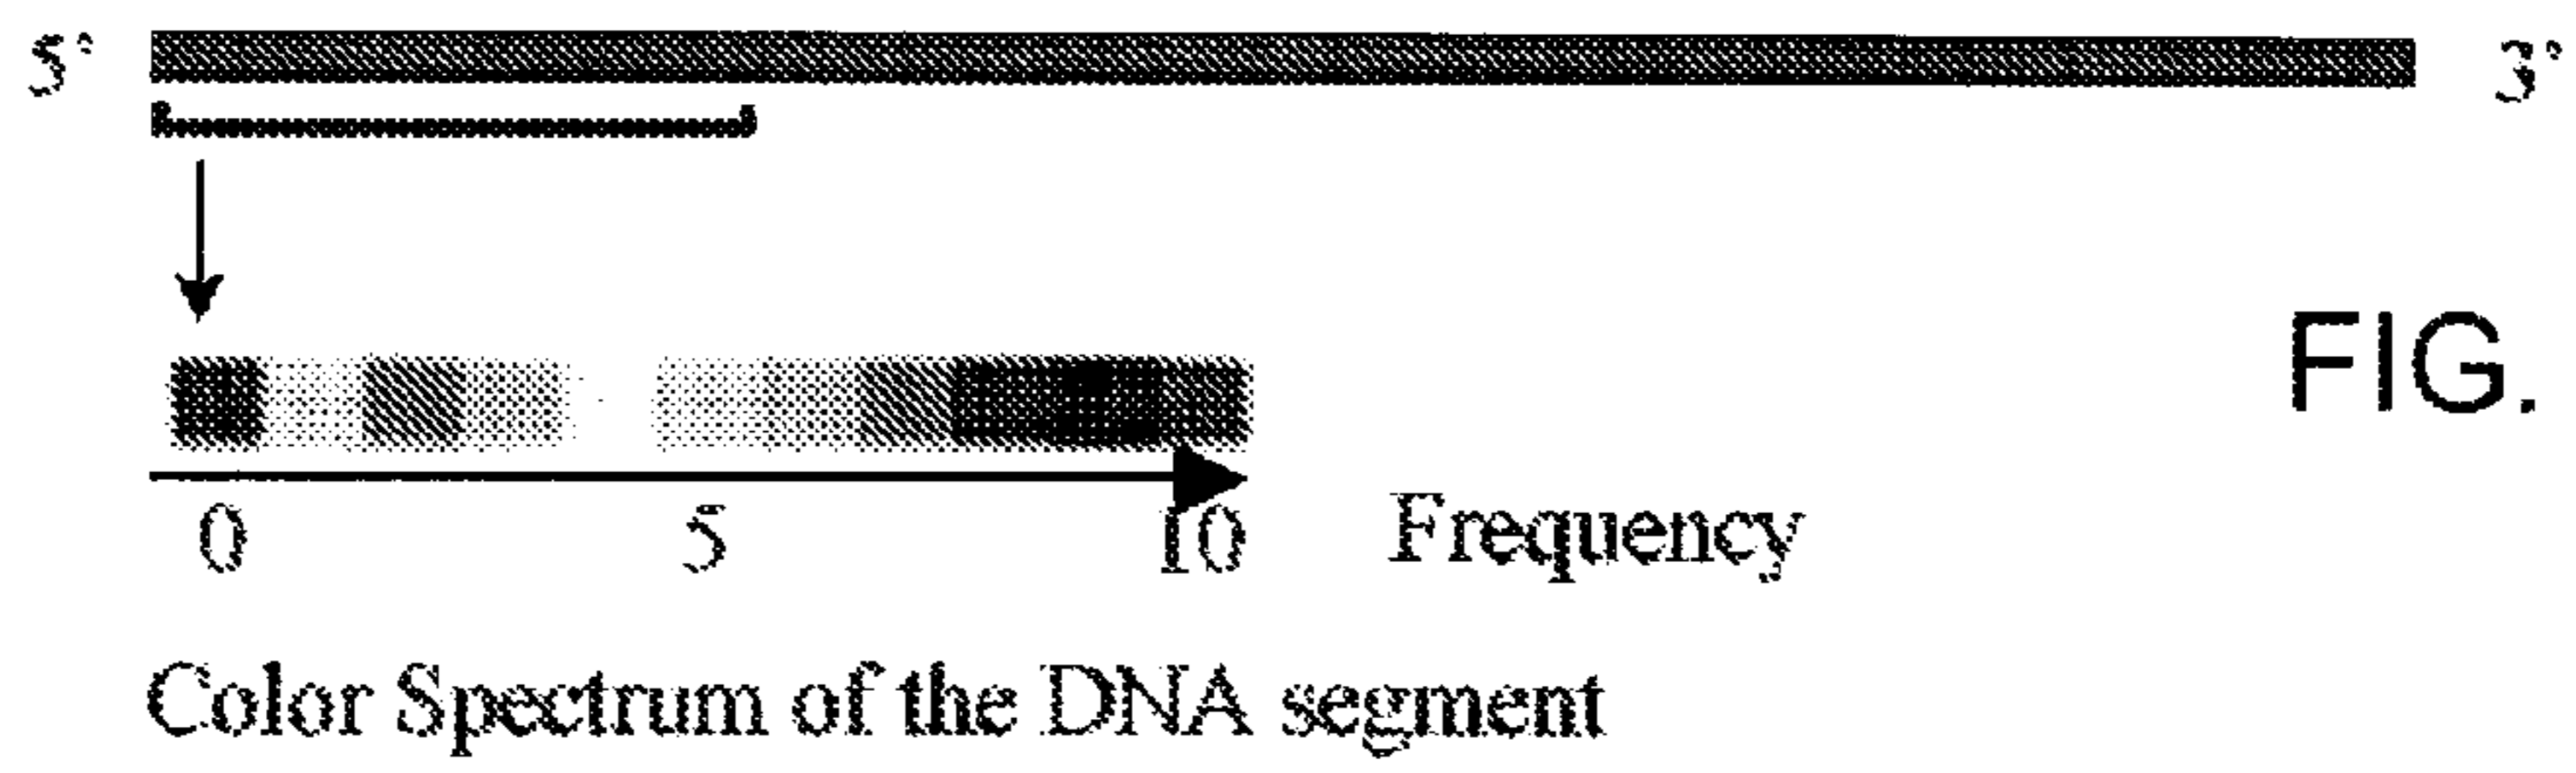 5' 3'
FIG.
0 5 10 Frequency
Color Spectrum of the DNA segment